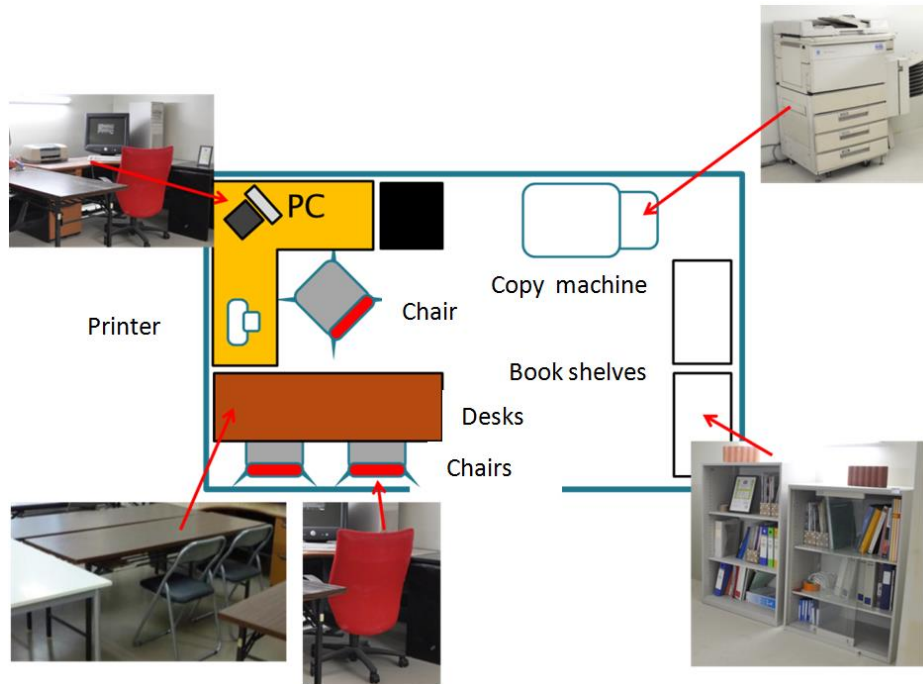 PC
Copy machine
Chair
Printer
Book shelves
Desks
Chairs